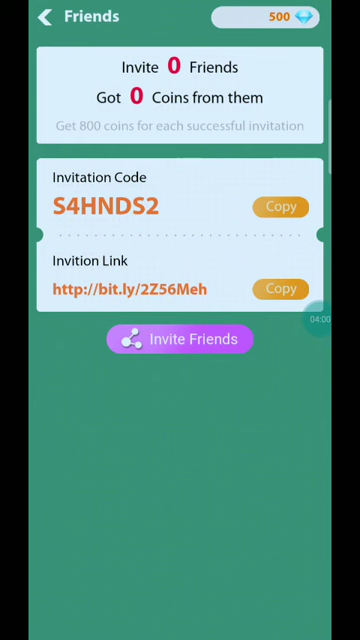 Friends
500
Invite 0 Friends
Got 0 Coins from them
Get 800 coins for each successful invitation
Invitation Code
S4HNDS2
Copy
Invition Link
http://bit.ly/2Z56Meh
Copy
04:00
Invite Friends